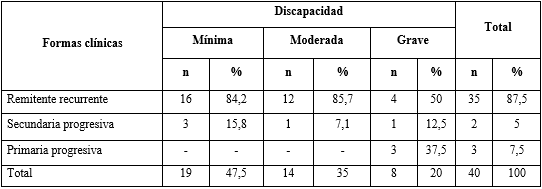 Formas clínicas Discapacidad Total
Mínima Moderada Grave
n % n % n % n %
Remitente recurrente 16 84,2 12 85,7 4 50 35 87,5
Secundaria progresiva 3 15,8 1 7,1 1 12,5 2 5
Primaria progresiva - - - - 3 37,5 3 7,5
Total 19 47,5 14 35 8 20 40 100